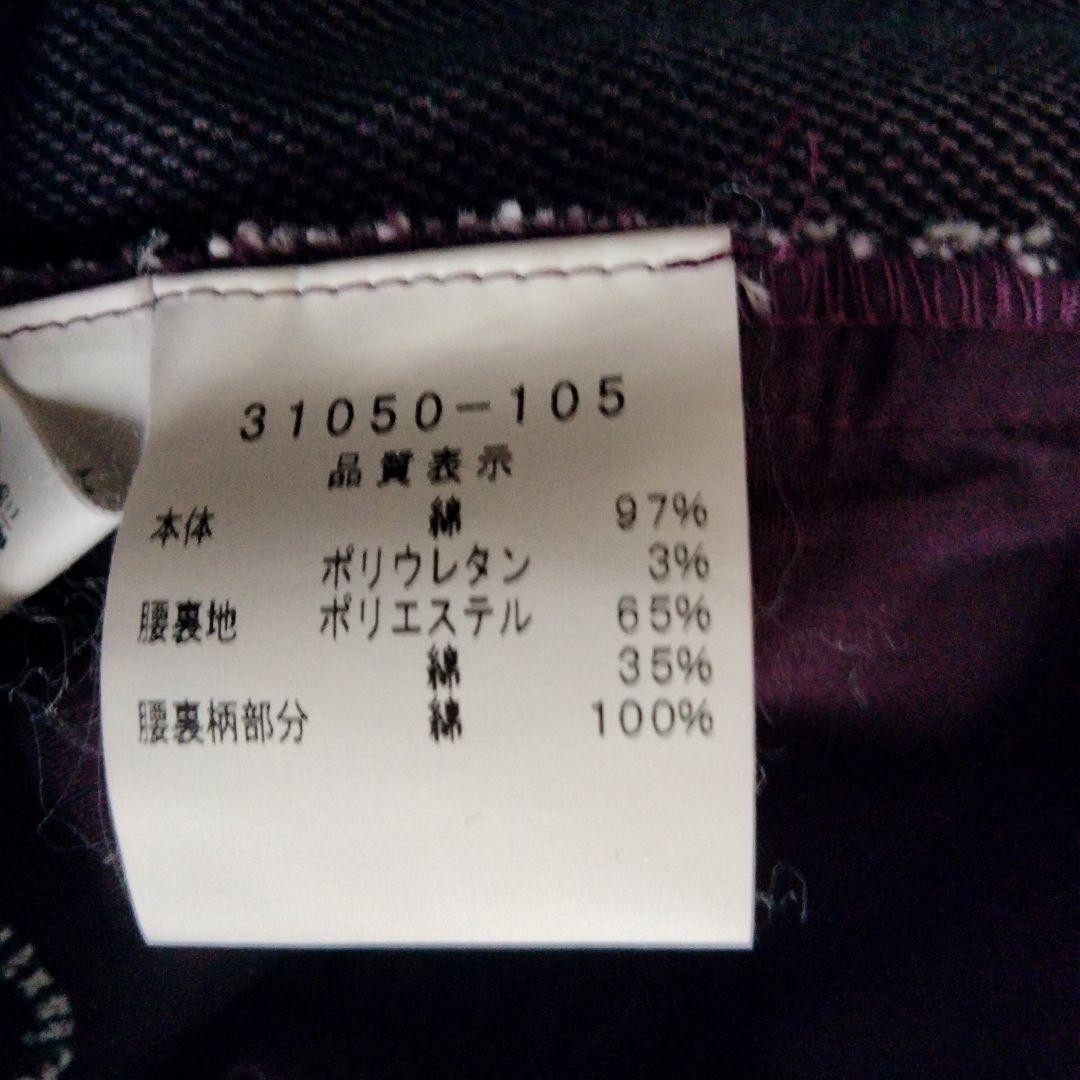 31050-105
品質表示
本体 綿 97%
ポリウレタン 3%
腰裏地 ポリエステル 65%
綿 35%
腰裏柄部分 綿 100%